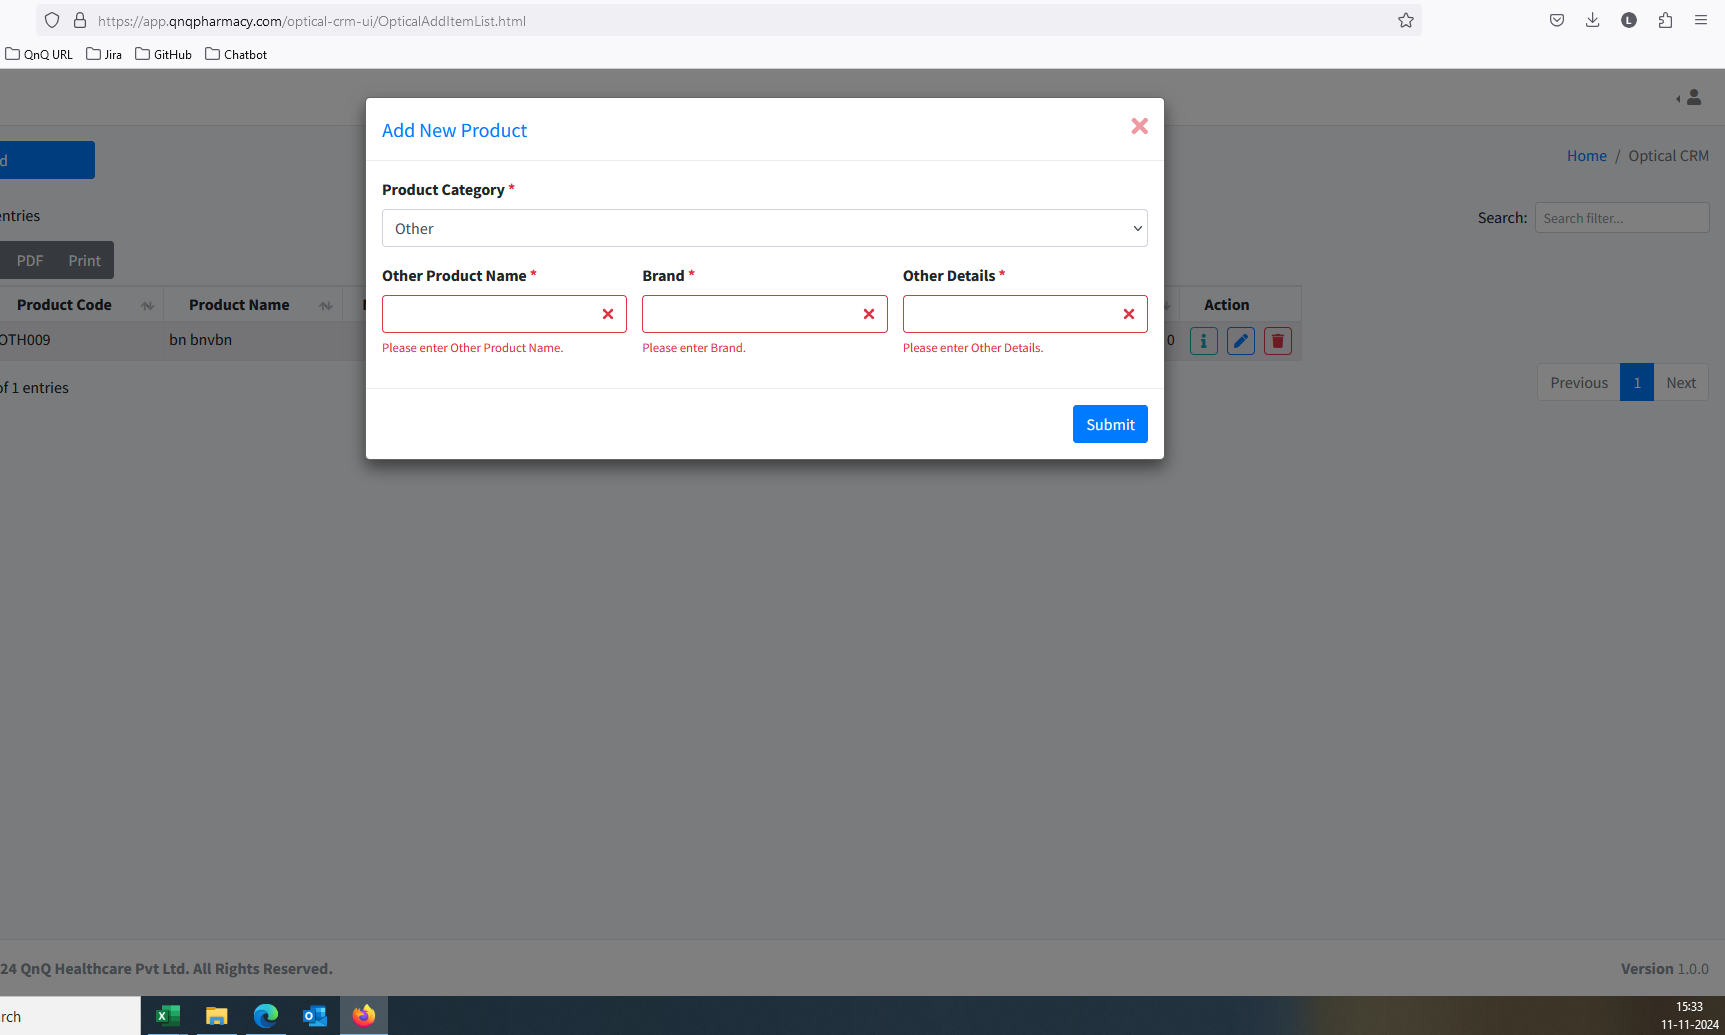 https://app.qnqpharmacy.com/optical-crm-ui/OpticalAddItemList.html
QnQ URL Jira GitHub Chatbot
Add New Product
d
Home / Optical CRM
Product Category *
entries
Search: Search filter...
Other
PDF Print
Other Product Name * Brand * Other Details *
Product Code Product Name Action
OTH009 bn bnvbn 0
Please enter Other Product Name. Please enter Brand. Please enter Other Details.
of 1 entries
Previous 1 Next
Submit
24 QnQ Healthcare Pvt Ltd. All Rights Reserved.
Version 1.0.0
rch
15:33
11-11-2024